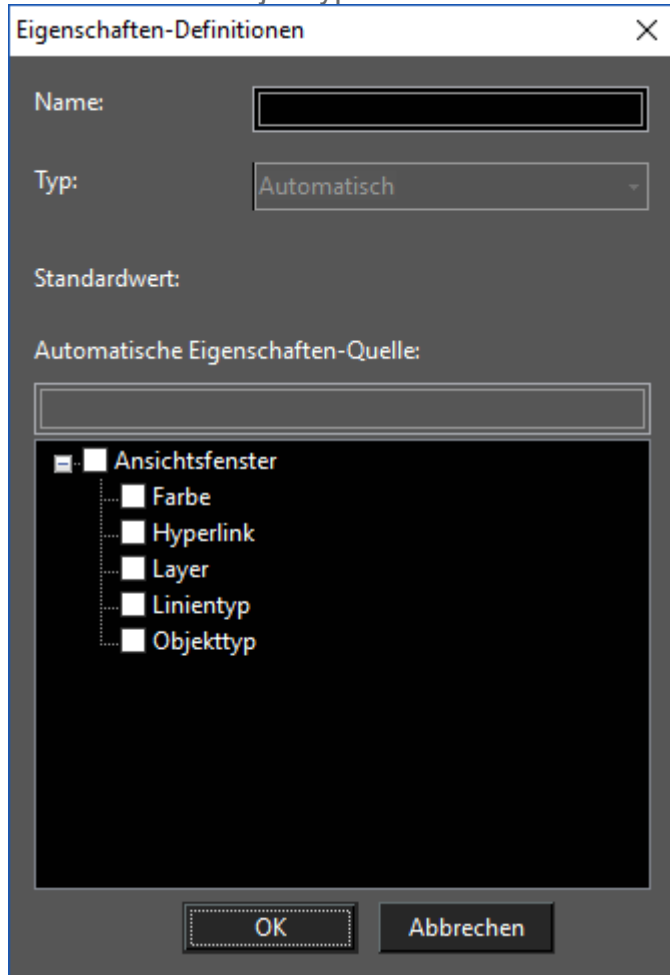 Eigenschaften-Definitionen
Name:
Typ:
Automatisch
Standardwert:
Automatische Eigenschaften-Quelle:
Ansichtsfenster
Farbe
Hyperlink
Layer
Linientyp
Objekttyp
OK
Abbrechen